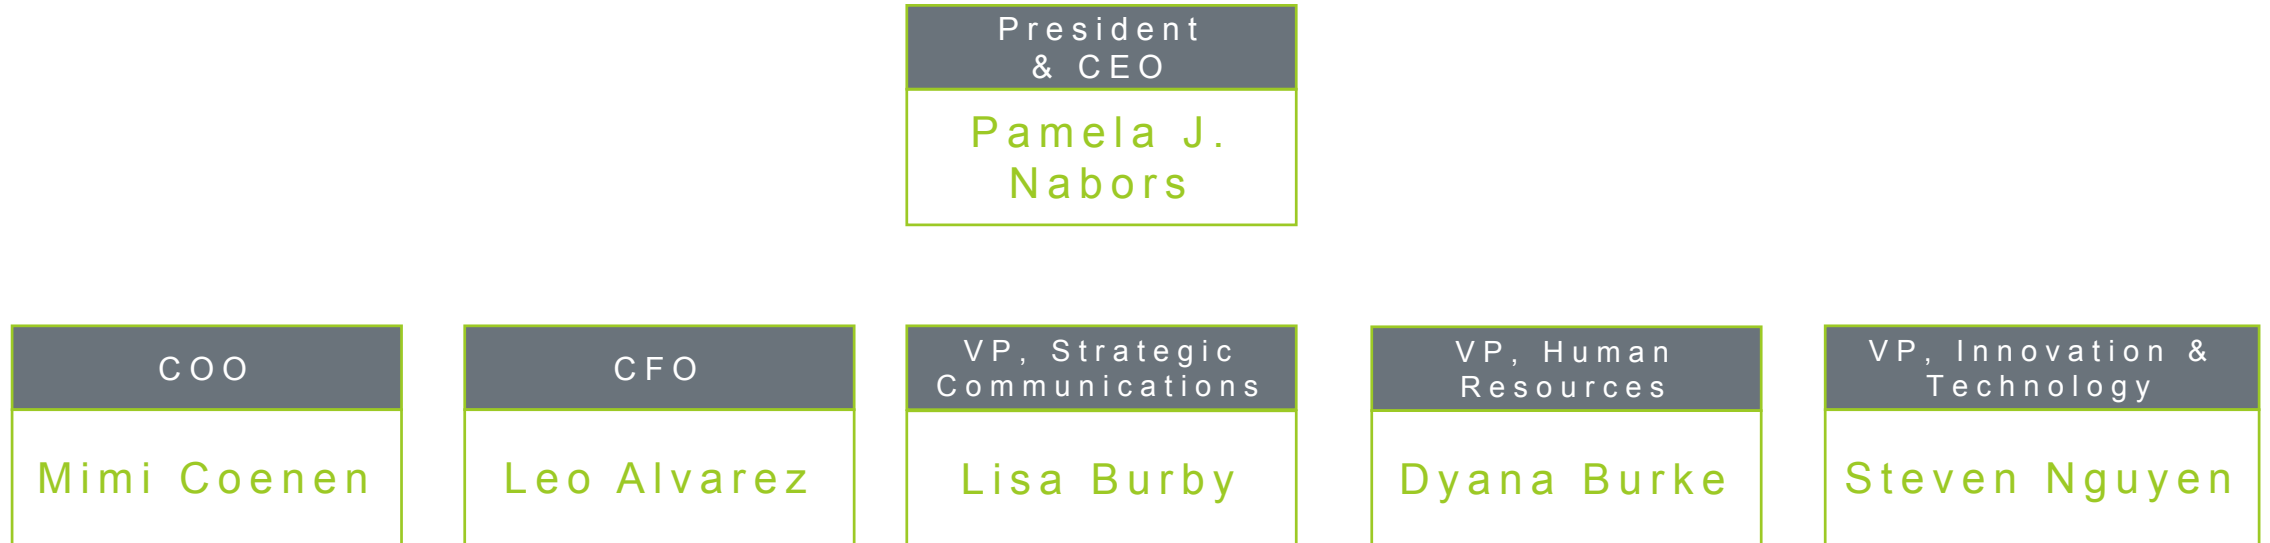 President
& CEO
Pamela J.
Nabors
COO
Mimi Coenen
CFO
Leo Alvarez
VP, Strategic
Communications
Lisa Burby
VP, Human
Resources
Dyana Burke
VP, Innovation &
Technology
Steven Nguyen